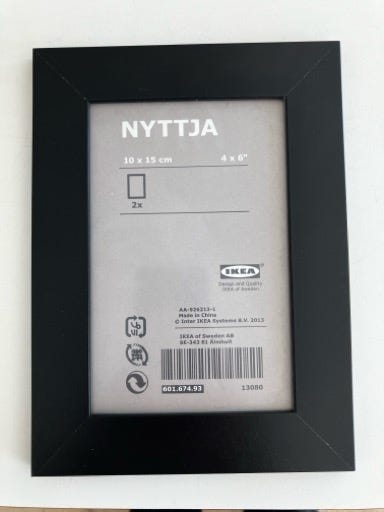 NYTTJA
10 x 15 cm 4 x 6"
2x
IKEA
Design and Quality
IKEA of Sweden
AA-926213-1
Made in China
© Inter IKEA Systems B.V. 2013
IKEA of Sweden AB
SE-343 81 Älmhult
601.674.93 13080